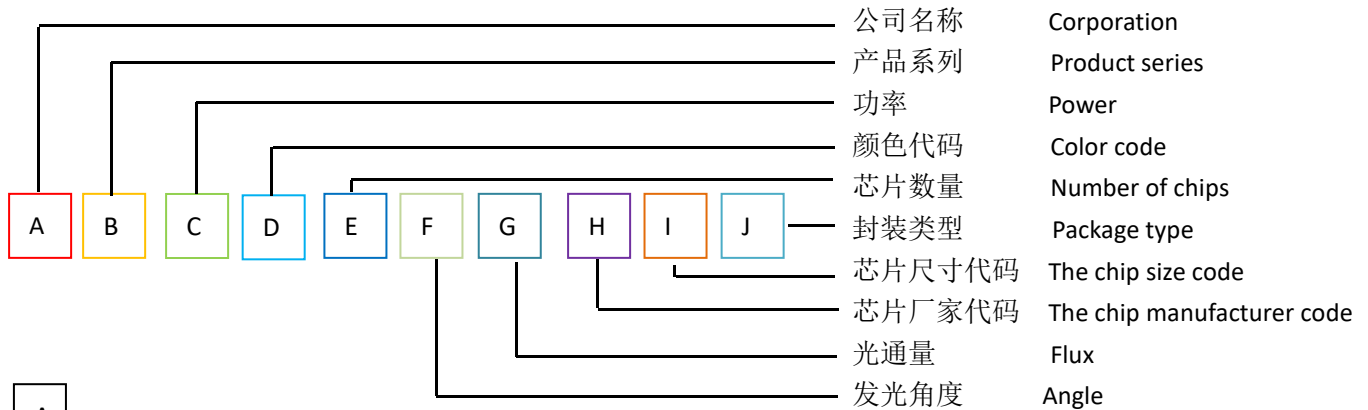 公司名称 Corporation
产品系列 Product series
功率 Power
颜色代码 Color code
芯片数量 Number of chips
A B C D E F G H I J 封装类型 Package type
芯片尺寸代码 The chip size code
芯片厂家代码 The chip manufacturer code
光通量 Flux
发光角度 Angle